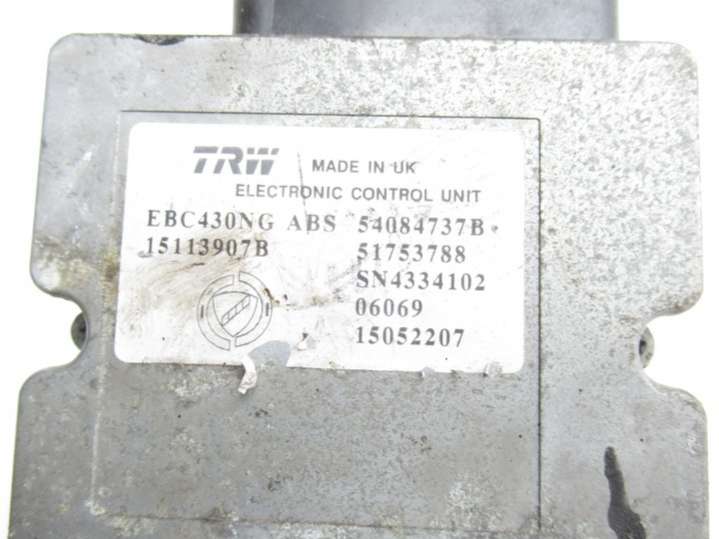 TRW MADE IN UK
ELECTRONIC CONTROL UNIT
EBC430NG ABS 54084737B
15113907B 51753788
SN4334102
06069
15052207